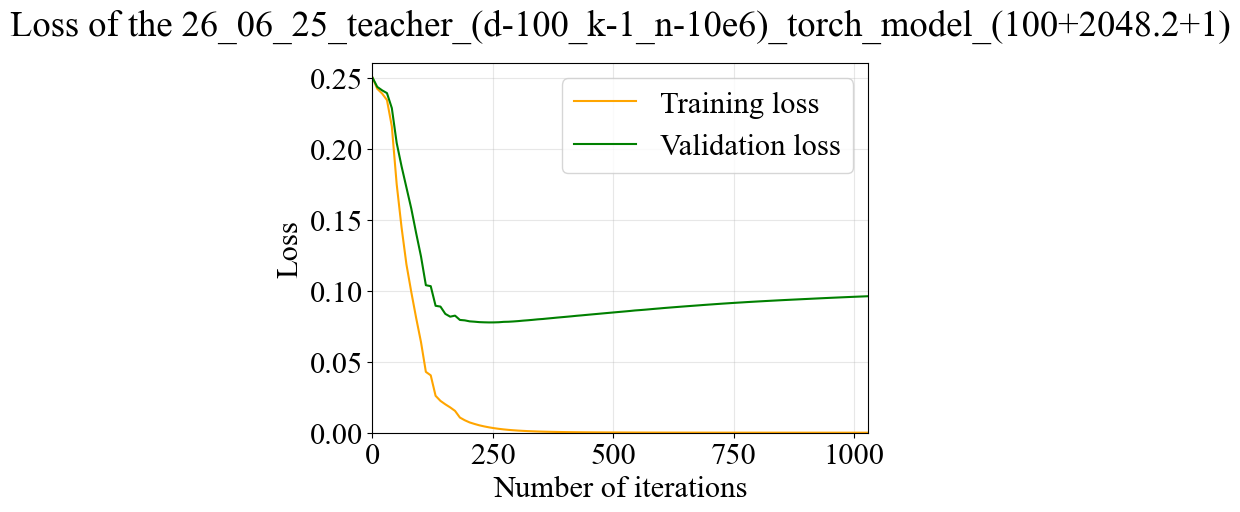 Loss of the 26_06_25_teacher_(d-100_k-1_n-10e6)_torch_model_(100+2048.2+1)
0.25
0.20
0.15
0.10
0.05
0.00
Loss
Training loss
Validation loss
0 250 500 750 1000
Number of iterations